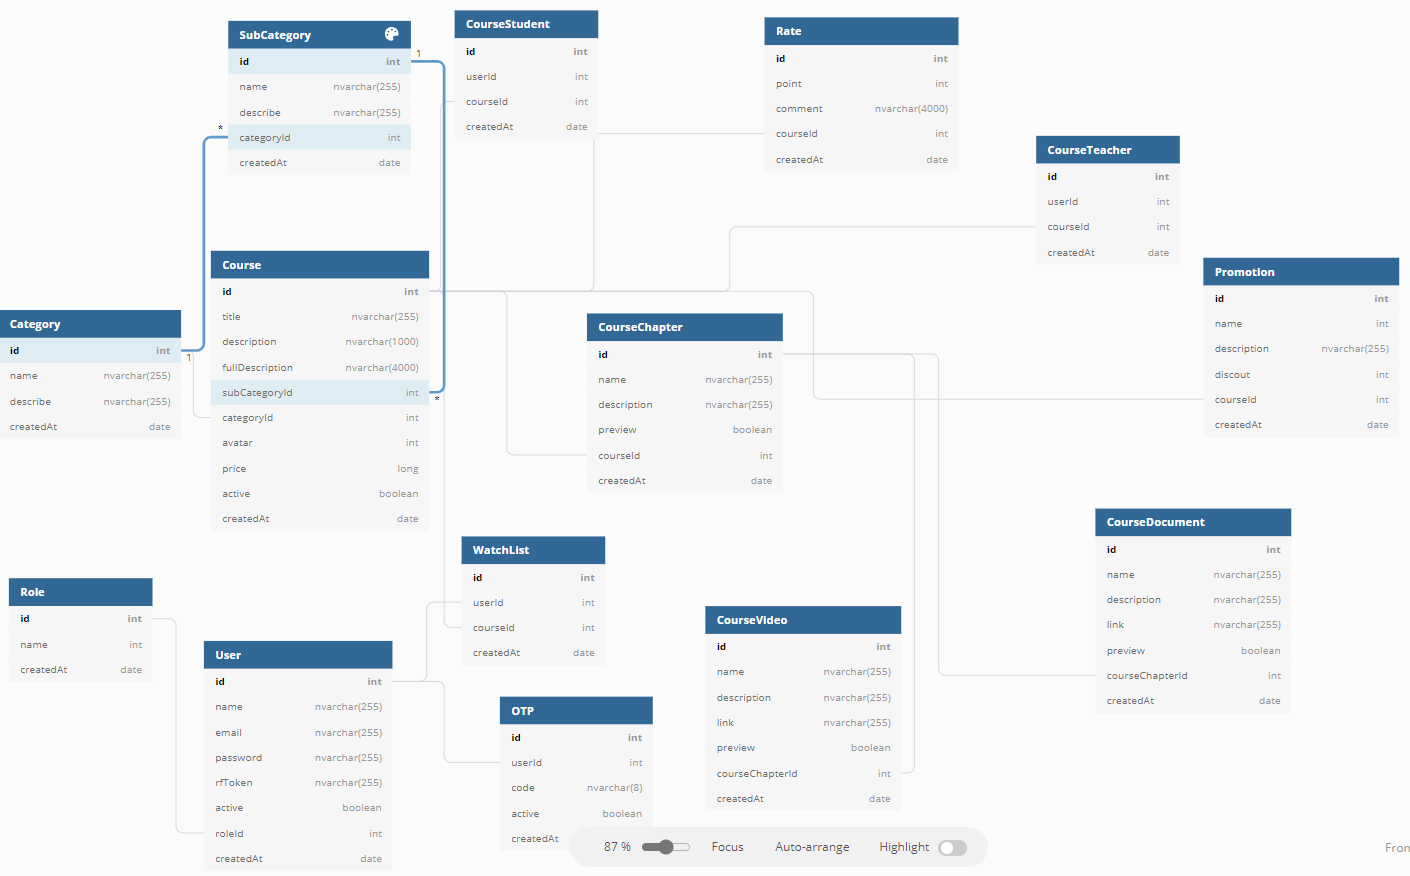 SubCategory
id int
name nvarchar(255)
describe nvarchar(255)
categoryId int
createdAt date
1
*
CourseStudent
id int
userId int
courseId int
createdAt date
Rate
id int
point int
comment nvarchar(4000)
courseId int
createdAt date
CourseTeacher
id int
userId int
courseId int
createdAt date
Course
id int
title nvarchar(255)
description nvarchar(1000)
fullDescription nvarchar(4000)
subCategoryId int
categoryId int
avatar int
price long
active boolean
createdAt date
*
Promotion
id int
name int
description nvarchar(255)
discout int
courseId int
createdAt date
Category
id int
name nvarchar(255)
describe nvarchar(255)
createdAt date
1
CourseChapter
id int
name nvarchar(255)
description nvarchar(255)
preview boolean
courseId int
createdAt date
CourseDocument
id int
name nvarchar(255)
description nvarchar(255)
link nvarchar(255)
preview boolean
courseChapterId int
createdAt date
WatchList
id int
userId int
courseId int
createdAt date
Role
id int
name int
createdAt date
CourseVideo
id int
name nvarchar(255)
description nvarchar(255)
link nvarchar(255)
preview boolean
courseChapterId int
createdAt date
User
id int
name nvarchar(255)
email nvarchar(255)
password nvarchar(255)
rfToken nvarchar(255)
active boolean
roleId int
createdAt date
OTP
id int
userId int
code nvarchar(8)
active boolean
createdAt
87 % Focus Auto-arrange Highlight
Fron